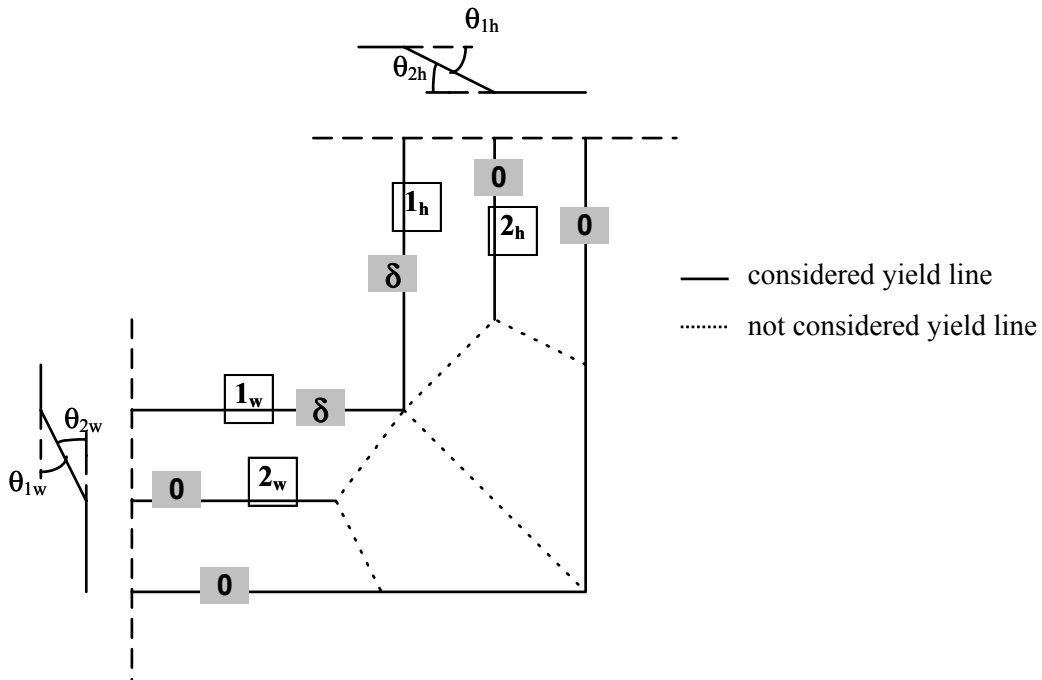 θ1h
θ2h
0
1h
2h
0
δ
considered yield line
not considered yield line
1w
δ
θ2w
θ1w
2w
0
0